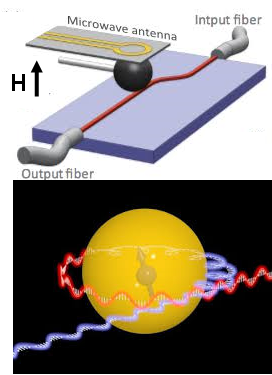 Microwave antenna
Intput fiber
H
Output fiber